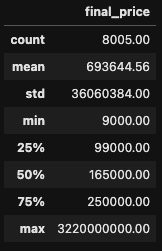 final_price
count 8005.00
mean 693644.56
std 36060384.00
min 9000.00
25% 99000.00
50% 165000.00
75% 250000.00
max 3220000000.00